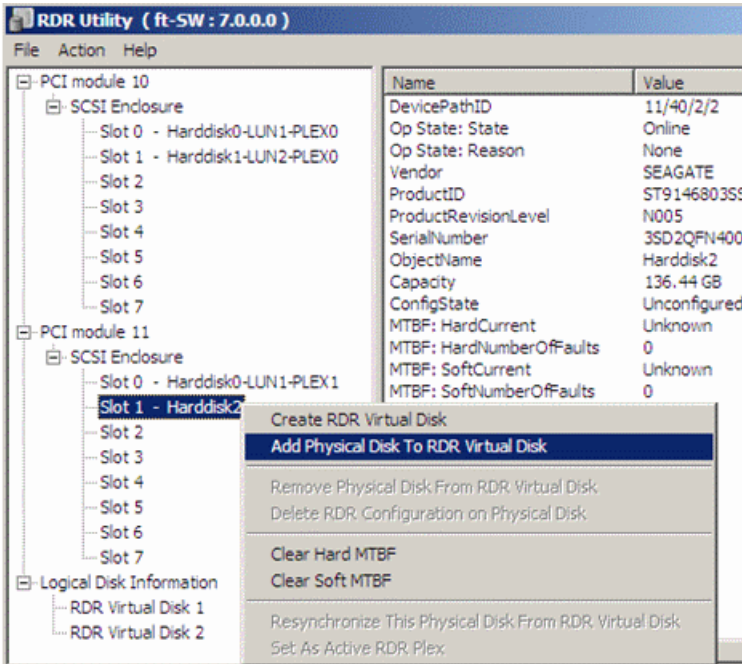 RDR Utility ( ft-SW : 7.0.0.0 )
File Action Help
PCI module 10
SCSI Enclosure
Slot 0 - Harddisk0-LUN1-PLEX0
Slot 1 - Harddisk1-LUN2-PLEX0
Slot 2
Slot 3
Slot 4
Slot 5
Slot 6
Slot 7
PCI module 11
SCSI Enclosure
Slot 0 - Harddisk0-LUN1-PLEX1
Slot 1 - Harddisk2
Slot 2
Slot 3
Slot 4
Slot 5
Slot 6
Slot 7
Logical Disk Information
RDR Virtual Disk 1
RDR Virtual Disk 2
Name Value
DevicePathID 11/40/2/2
Op State: State Online
Op State: Reason None
Vendor SEAGATE
ProductID ST9146803SS
ProductRevisionLevel N005
SerialNumber 3SD2QFN400
ObjectName Harddisk2
Capacity 136.44 GB
ConfigState Unconfigured
MTBF: HardCurrent Unknown
MTBF: HardNumberOfFaults 0
MTBF: SoftCurrent Unknown
MTBF: SoftNumberOfFaults 0
Create RDR Virtual Disk
Add Physical Disk To RDR Virtual Disk
Remove Physical Disk From RDR Virtual Disk
Delete RDR Configuration on Physical Disk
Clear Hard MTBF
Clear Soft MTBF
Resynchronize This Physical Disk From RDR Virtual Disk
Set As Active RDR Plex